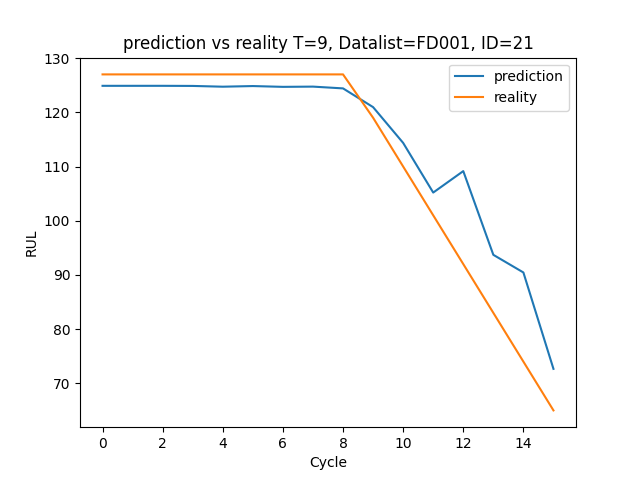 prediction vs reality T=9, Datalist=FD001, ID=21
prediction
reality
RUL
130
120
110
100
90
80
70
0 2 4 6 8 10 12 14
Cycle